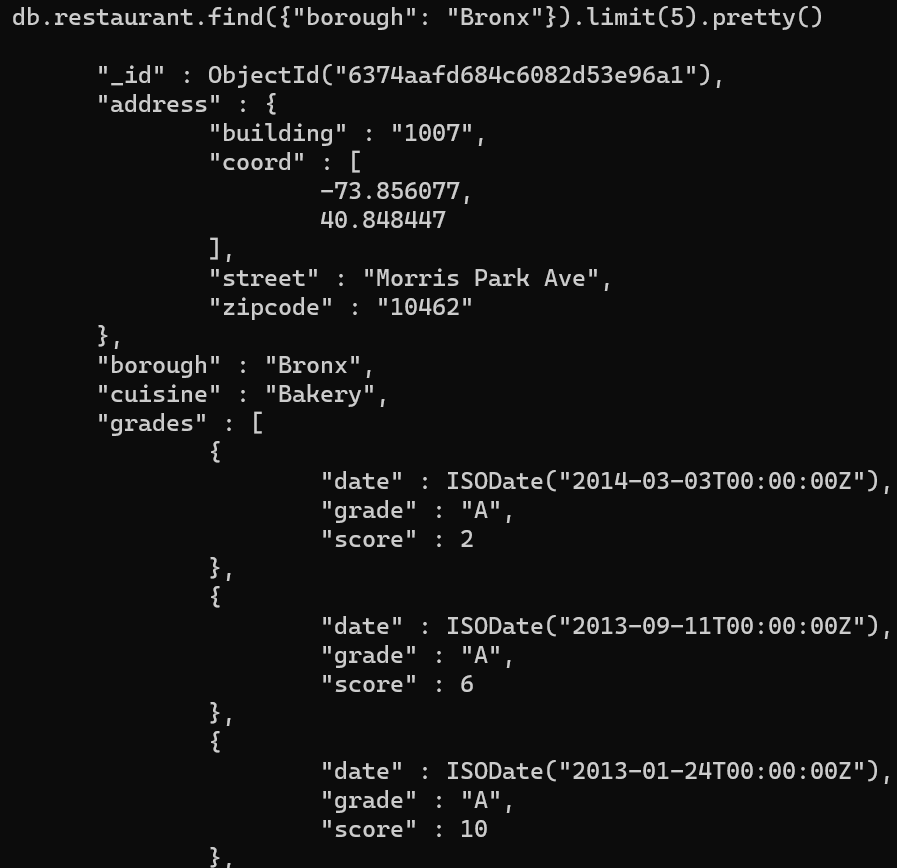 db.restaurant.find({"borough": "Bronx"}).limit(5).pretty()
"_id" : ObjectId("6374aafd684c6082d53e96a1"),
"address" : {
"building" : "1007",
"coord" : [
-73.856077,
40.848447
],
"street" : "Morris Park Ave",
"zipcode" : "10462"
},
"borough" : "Bronx",
"cuisine" : "Bakery",
"grades" : [
{
"date" : ISODate("2014-03-03T00:00:00Z"),
"grade" : "A",
"score" : 2
},
{
"date" : ISODate("2013-09-11T00:00:00Z"),
"grade" : "A",
"score" : 6
},
{
"date" : ISODate("2013-01-24T00:00:00Z"),
"grade" : "A",
"score" : 10
},